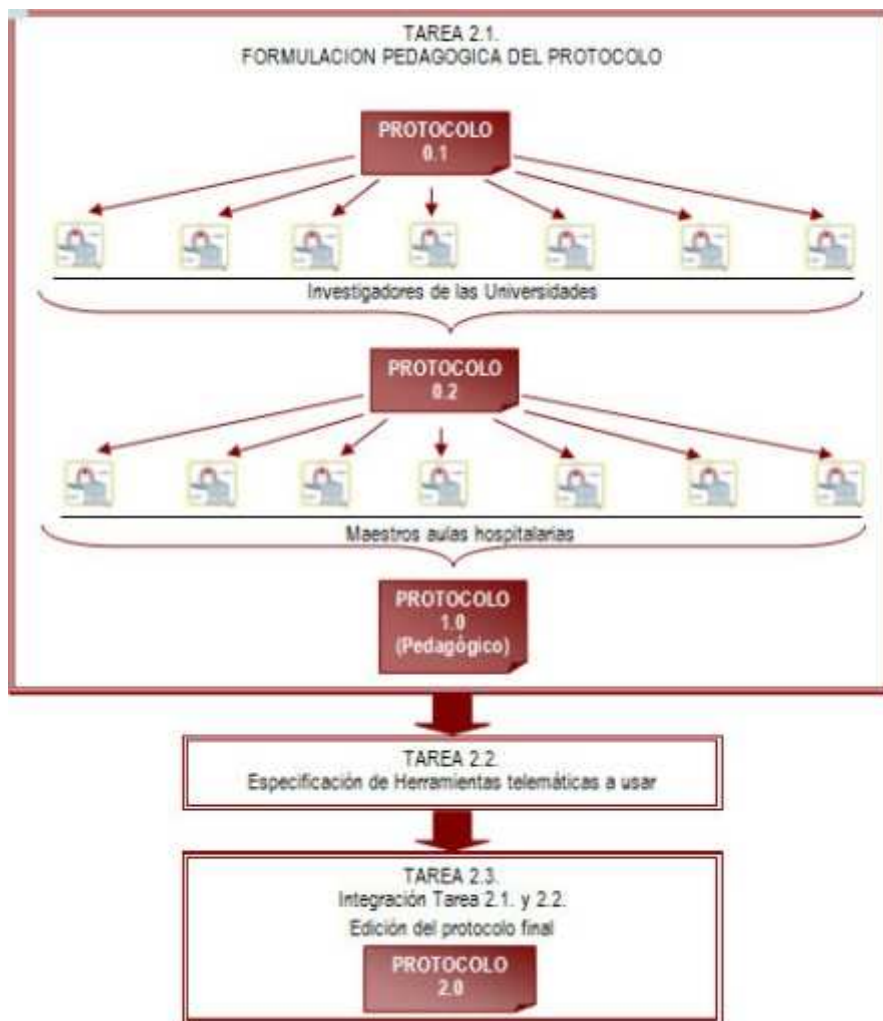 TAREA 2.1.
FORMULACION PEDAGOGICA DEL PROTOCOLO
PROTOCOLO
0.1
Investigadores de las Universidades
PROTOCOLO
0.2
Maestros aulas hospitalarias
PROTOCOLO
1.0
(Pedagógico)
TAREA 2.2.
Especificación de Herramientas telemáticas a usar
TAREA 2.3.
Integración Tarea 2.1. y 2.2.
Edición del protocolo final
PROTOCOLO
2.0